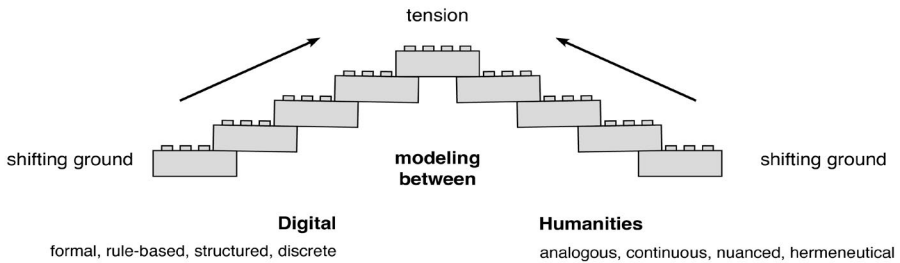 tension
shifting ground
modeling
between
shifting ground
Digital
Humanities
formal, rule-based, structured, discrete
analogous, continuous, nuanced, hermeneutical